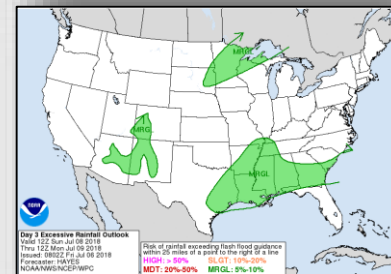 MRGL
MRGL
MRGL
MRGL
NOAA
Day 3 Excessive Rainfall Outlook
Valid 12Z Sun Jul 08 2018
Thru 12Z Mon Jul 09 2018
Issued: 0802Z Fri Jul 08 2018
Forecaster: HAYES
NOAA/NWS/NCEP/WPC
Risk of rainfall exceeding flash flood guidance
within 25 miles of a point to the right of a line
HIGH: > 50% SLGT: 10%-20%
MDT: 20%-50% MRGL: 5%-10%